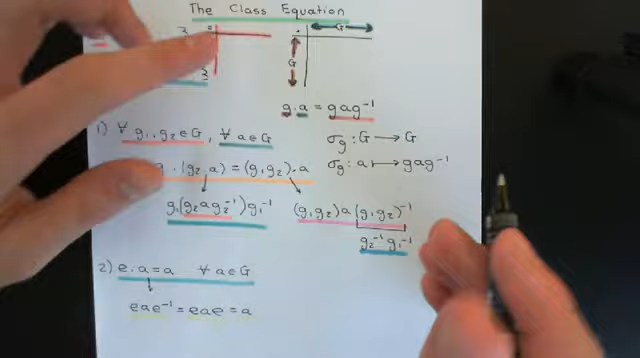 The Class Equation
G
G
g.a = gag⁻¹
1) ∀ g₁,g₂∈G, ∀ a∈G
σg : G → G
.(g₂.a) = (g₁g₂).a
σg : a ↦ gag⁻¹
g₁(g₂ag₂⁻¹)g₁⁻¹
(g₁g₂)a(g₁g₂)⁻¹
g₂⁻¹g₁⁻¹
2) e.a=a ∀ a∈G
eae⁻¹ = eae = a